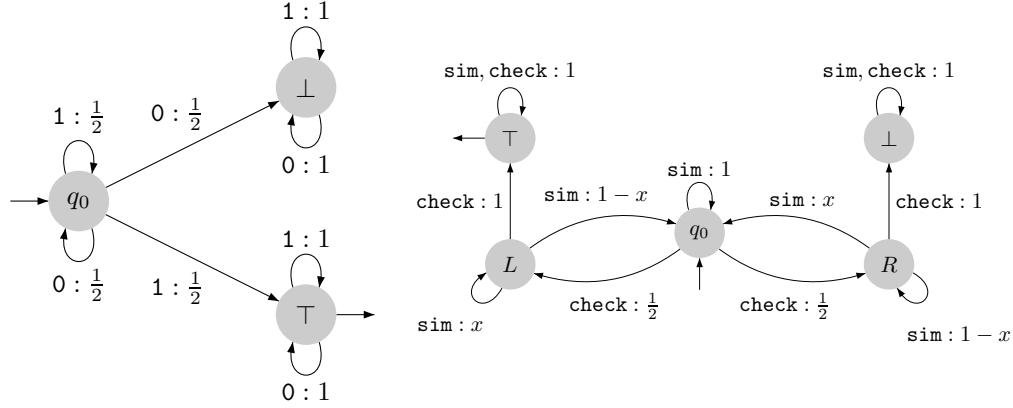 1 : 1
⊥
0 : 1
0 : 1/2
1 : 1/2
q₀
0 : 1/2
1 : 1/2
1 : 1
⊤
0 : 1
sim, check : 1
⊤
check : 1
sim : 1 − x
L
sim : x
sim : 1
q₀
check : 1/2
check : 1/2
sim, check : 1
⊥
check : 1
sim : x
R
sim : 1 − x